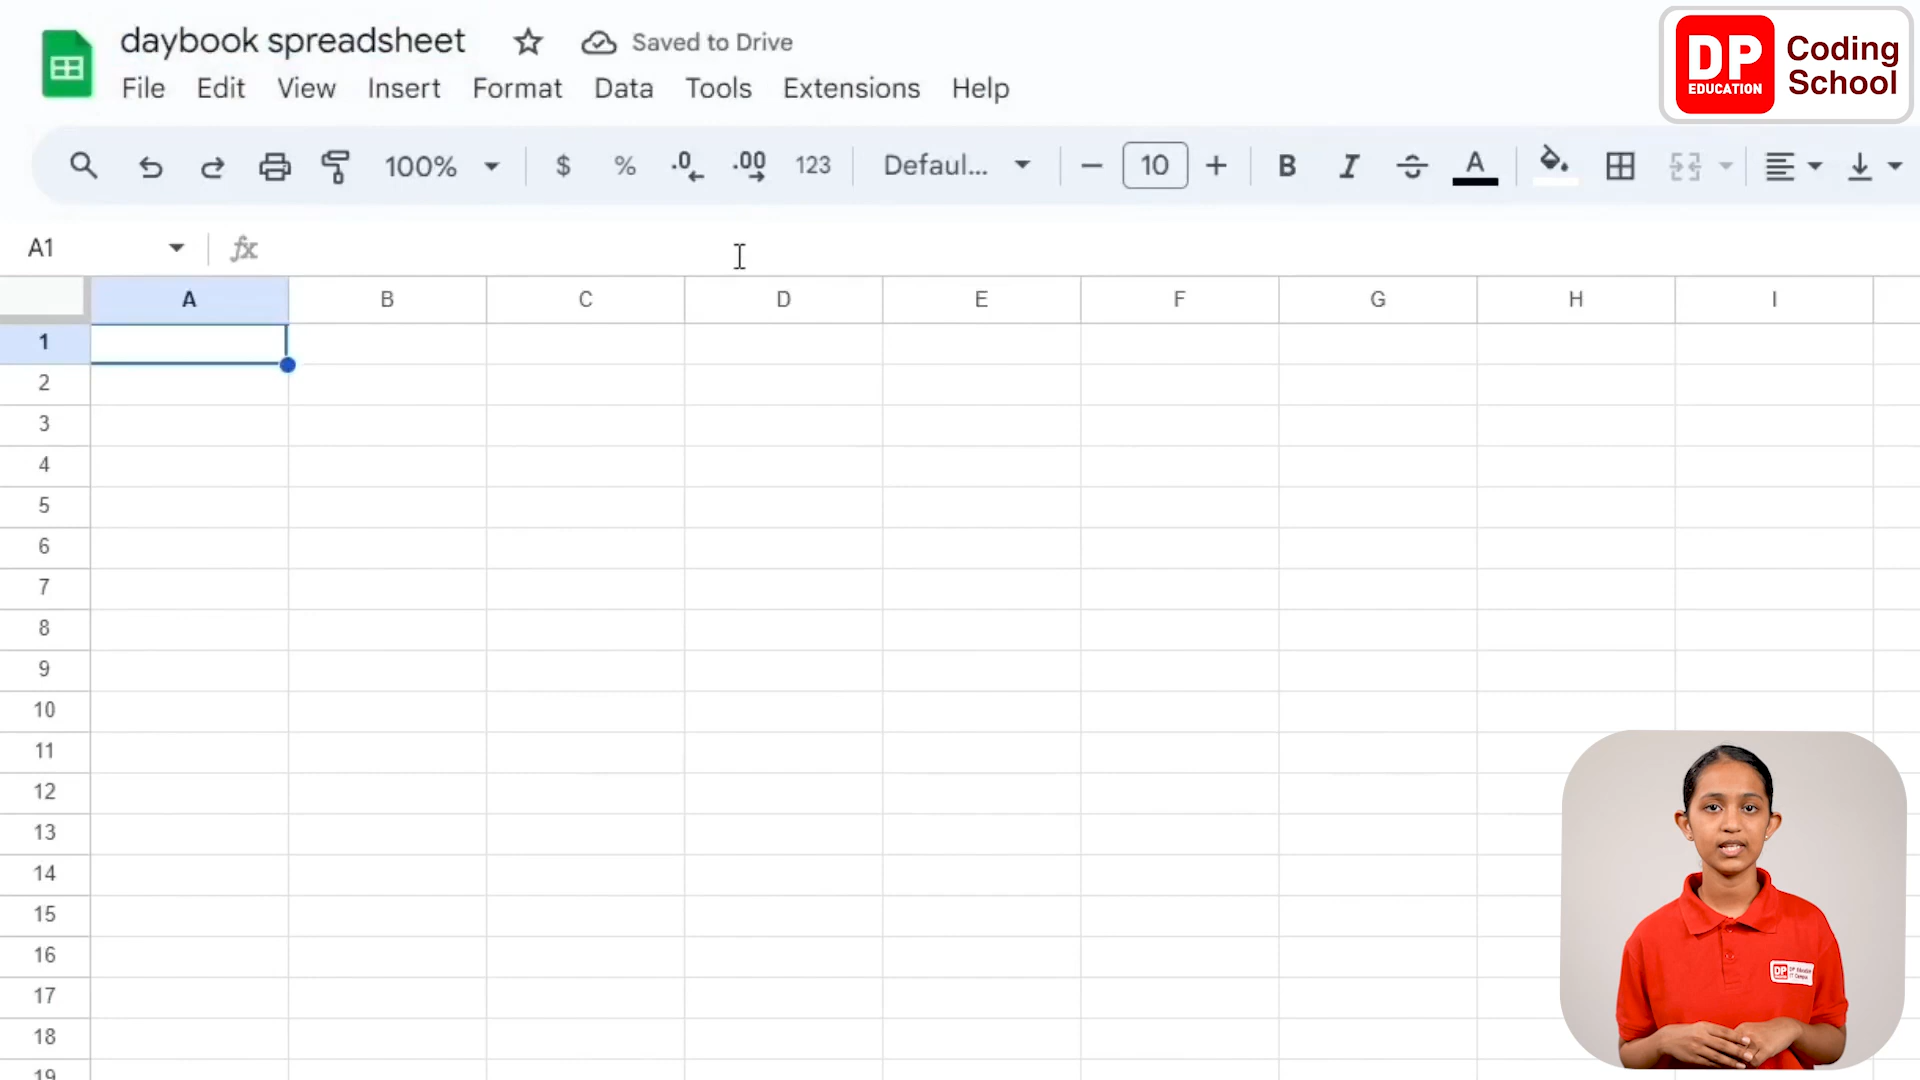 daybook spreadsheet
Saved to Drive
File Edit View Insert Format Data Tools Extensions Help
DP
EDUCATION
Coding
School
100% $ % .0 .00 123 Defaul... 10 B I A
A1 fx
A B C D E F G H I
1
2
3
4
5
6
7
8
9
10
11
12
13
14
15
16
17
18
19
DP